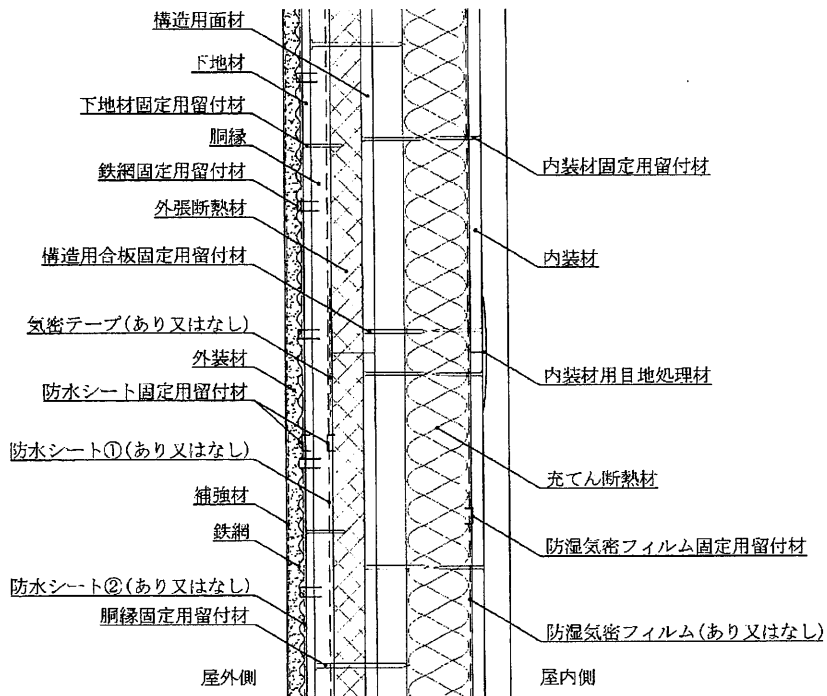 構造用面材
下地材
下地材固定用留付材
胴縁
鉄網固定用留付材
外張断熱材
構造用合板固定用留付材
気密テープ(あり又はなし)
外装材
防水シート固定用留付材
防水シート①(あり又はなし)
補強材
鉄網
防水シート②(あり又はなし)
胴縁固定用留付材
屋外側
内装材固定用留付材
内装材
内装材用目地処理材
充てん断熱材
防湿気密フィルム固定用留付材
防湿気密フィルム(あり又はなし)
屋内側